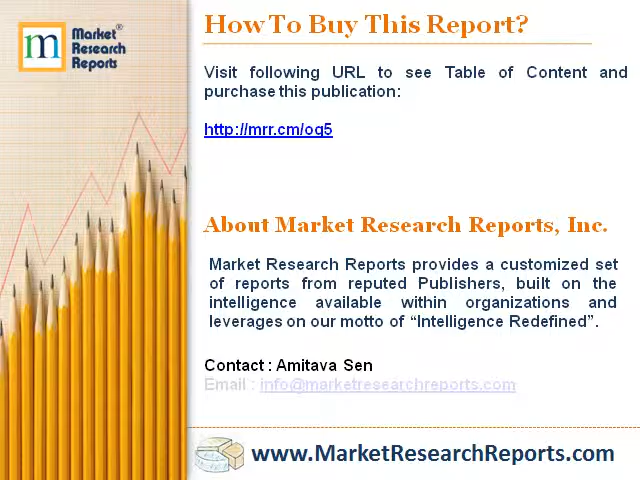 m
Market
Research
Reports
®
How To Buy This Report?
Visit following URL to see Table of Content and
purchase this publication:
http://mrr.cm/oq5
About Market Research Reports, Inc.
Market Research Reports provides a customized set
of reports from reputed Publishers, built on the
intelligence available within organizations and
leverages on our motto of “Intelligence Redefined”.
Contact : Amitava Sen
Email : info@marketresearchreports.com
www.MarketResearchReports.com